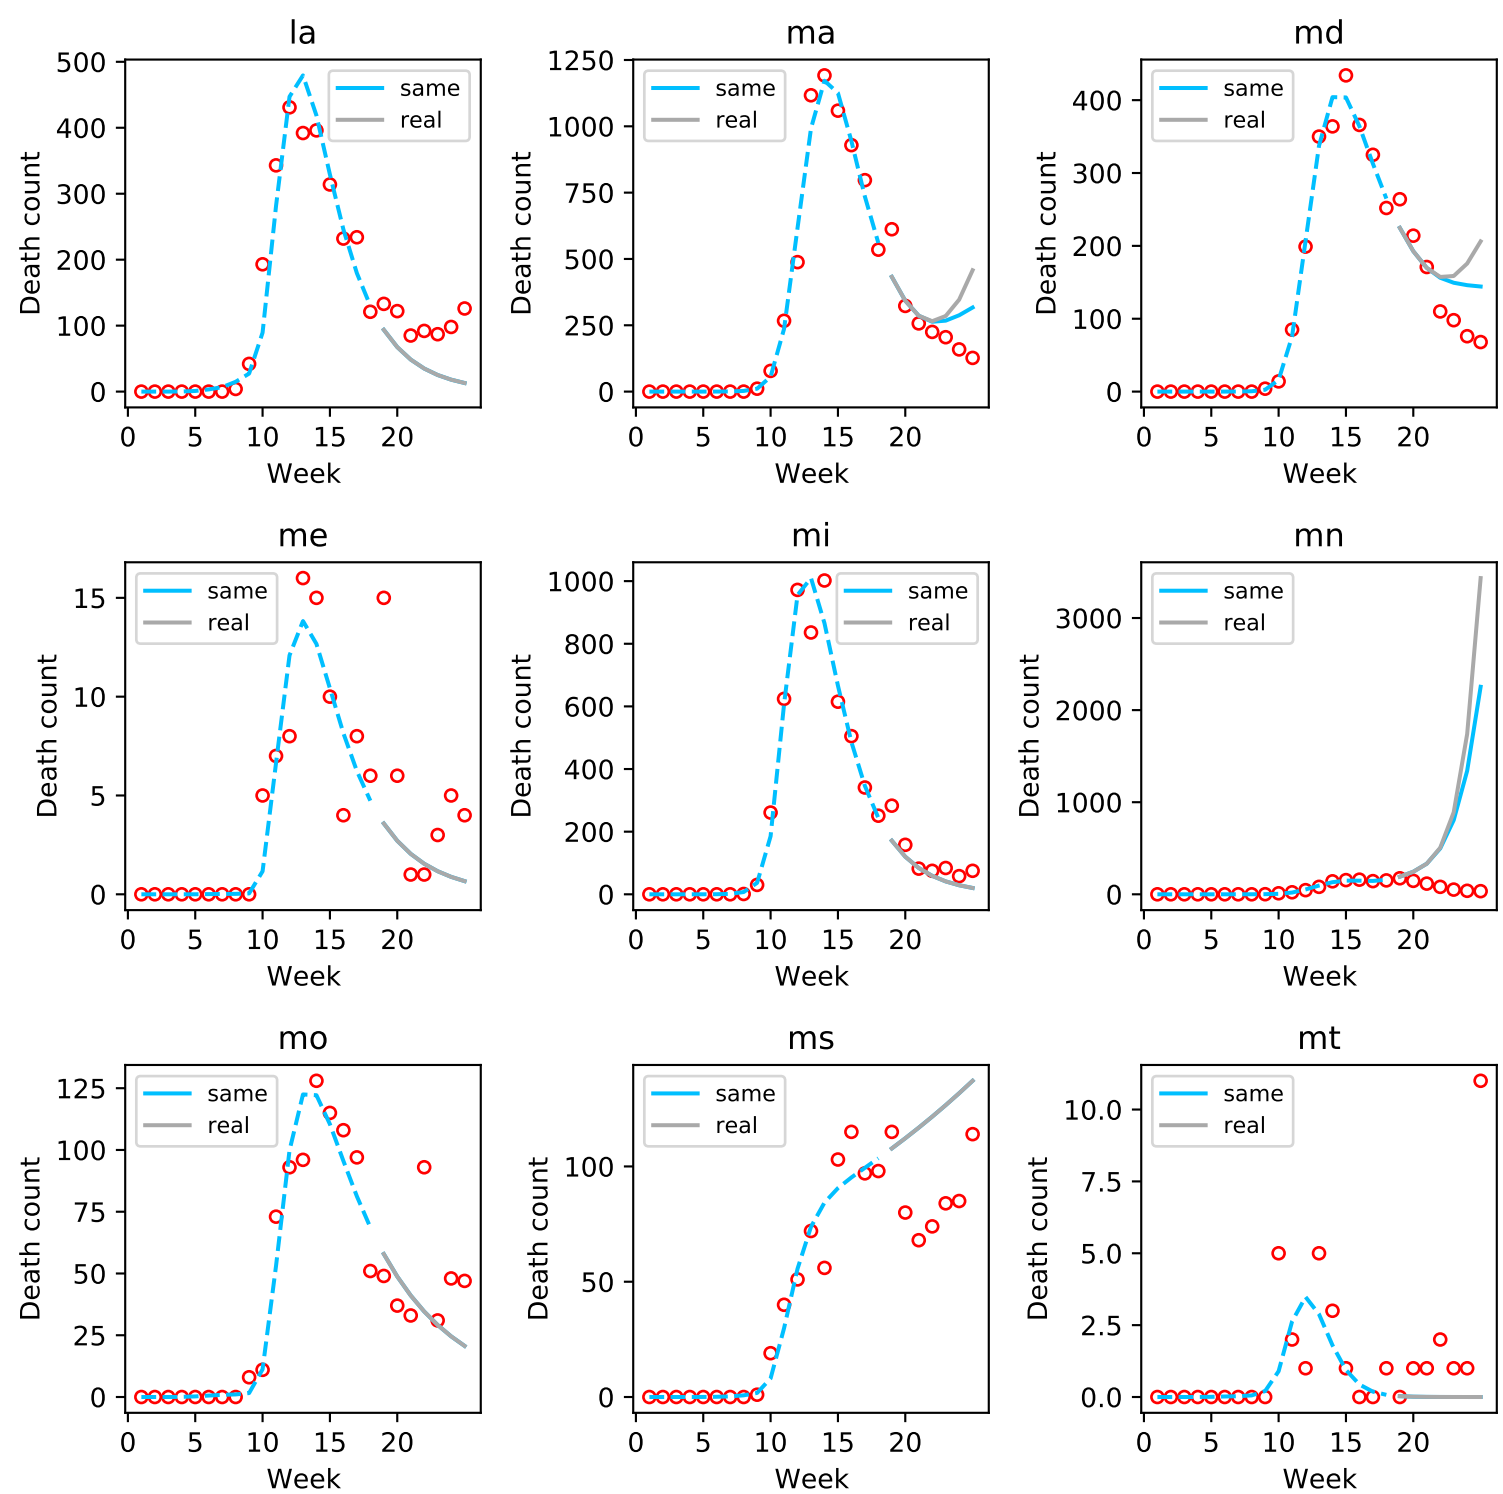 la
500
400
300
200
100
0
Death count
same
real
0 5 10 15 20
Week
ma
1250
1000
750
500
250
0
Death count
same
real
0 5 10 15 20
Week
md
400
300
200
100
0
Death count
same
real
0 5 10 15 20
Week
me
15
10
5
0
Death count
same
real
0 5 10 15 20
Week
mi
1000
800
600
400
200
0
Death count
same
real
0 5 10 15 20
Week
mn
3000
2000
1000
0
Death count
same
real
0 5 10 15 20
Week
mo
125
100
75
50
25
0
Death count
same
real
0 5 10 15 20
Week
ms
100
50
0
Death count
same
real
0 5 10 15 20
Week
mt
10.0
7.5
5.0
2.5
0.0
Death count
same
real
0 5 10 15 20
Week